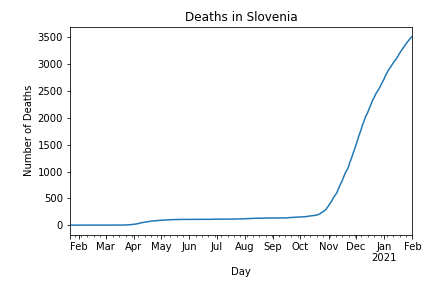 Deaths in Slovenia
3500
3000
2500
2000
1500
1000
500
0
Number of Deaths
Feb Mar Apr May Jun Jul Aug Sep Oct Nov Dec Jan Feb
2021
Day